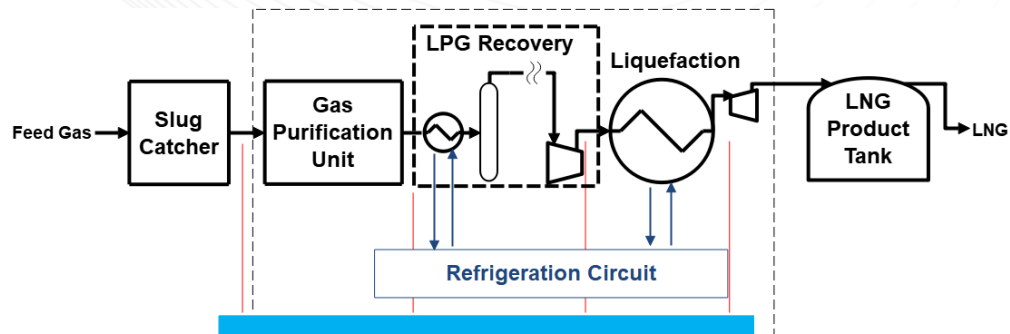 LPG Recovery
Liquefaction
Feed Gas
Slug
Catcher
Gas
Purification
Unit
LNG
Product
Tank
LNG
Refrigeration Circuit